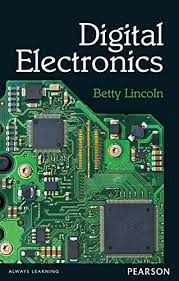 Digital
Electronics
Betty Lincoln
ALWAYS LEARNING
PEARSON